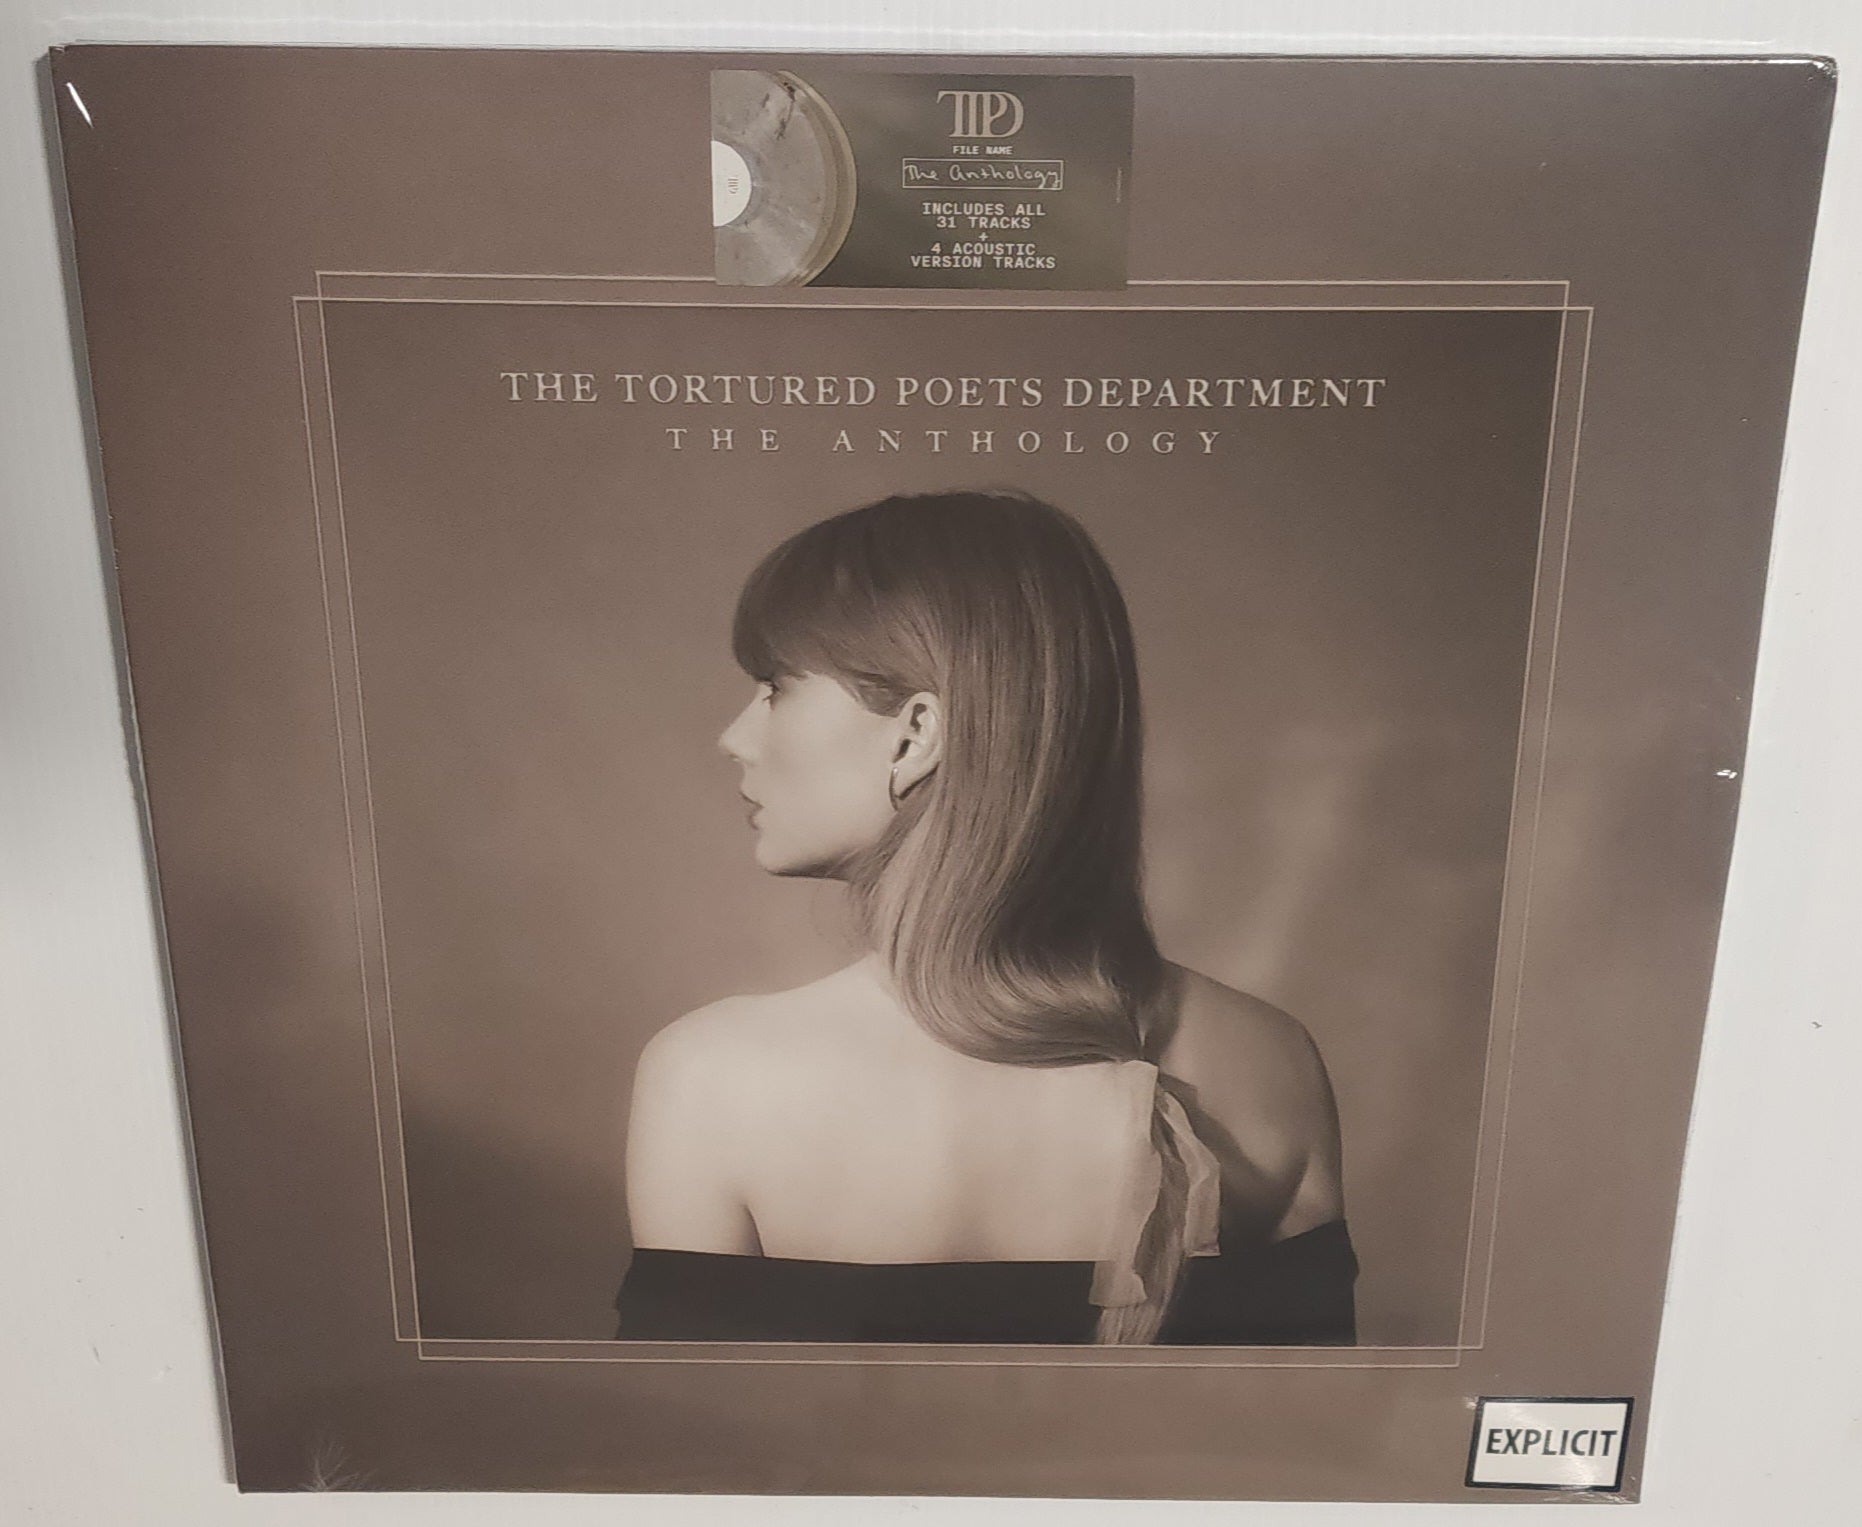 TTPD
FILE NAME
The Anthology
INCLUDES ALL
31 TRACKS
+
4 ACOUSTIC
VERSION TRACKS
THE TORTURED POETS DEPARTMENT
THE ANTHOLOGY
EXPLICIT